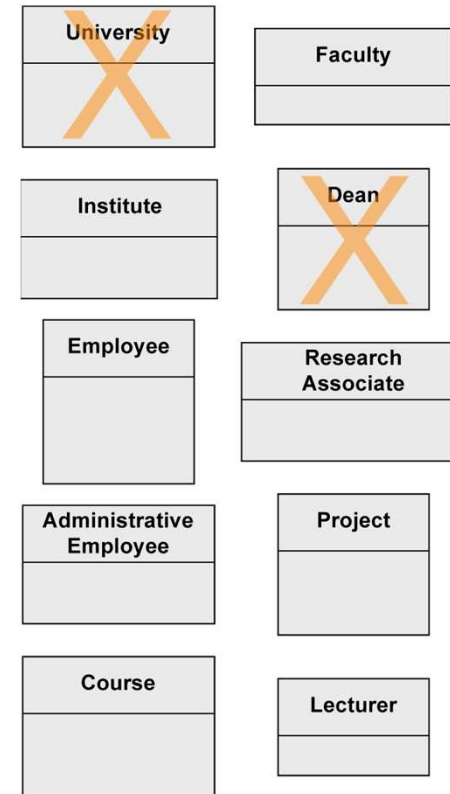 University
Faculty
Institute
Dean
Employee
Research
Associate
Administrative
Employee
Project
Course
Lecturer